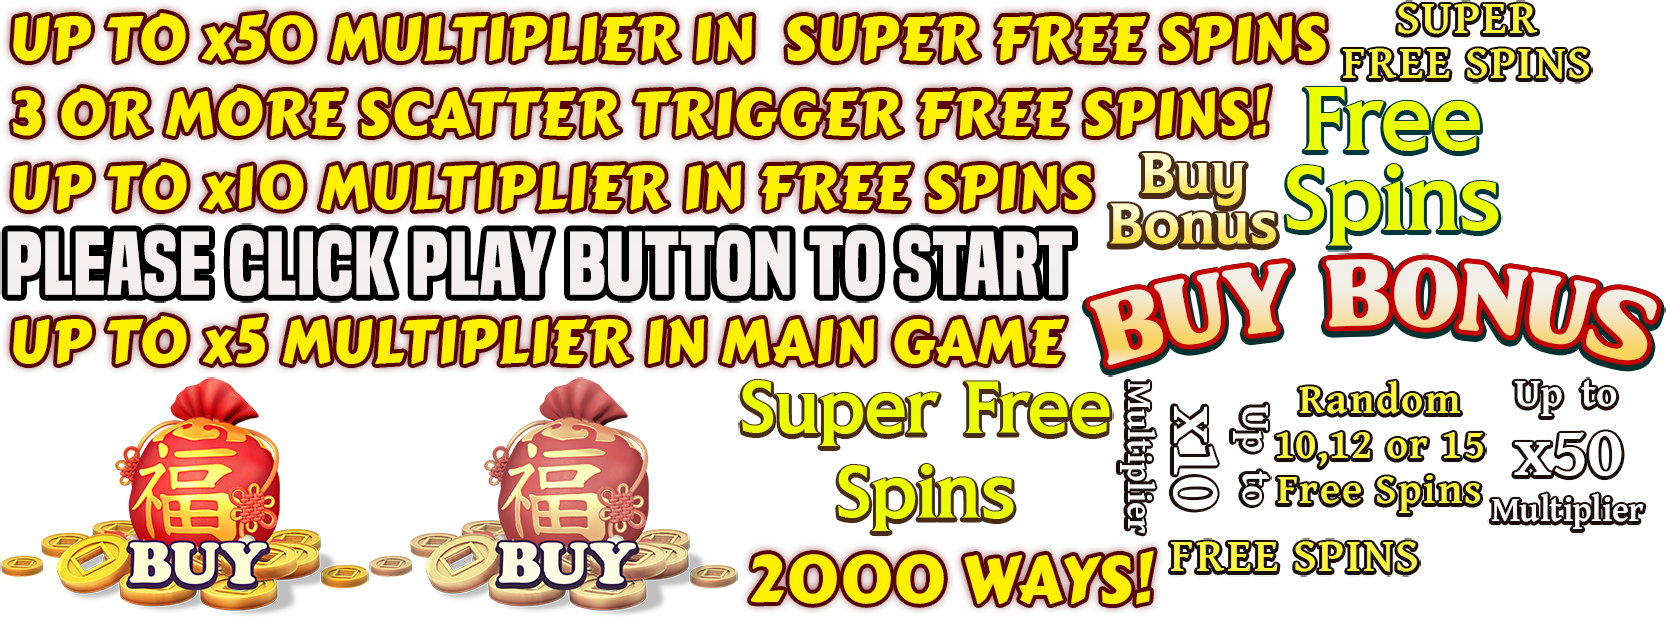 UP TO x50 MULTIPLIER IN SUPER FREE SPINS
SUPER
FREE SPINS
3 OR MORE SCATTER TRIGGER FREE SPINS!
Free
Spins
UP TO x10 MULTIPLIER IN FREE SPINS
Buy
Bonus
PLEASE CLICK PLAY BUTTON TO START
BUY BONUS
UP TO x5 MULTIPLIER IN MAIN GAME
福
BUY
福
BUY
Super Free
Spins
Up to
x10
Multiplier
Random
10,12 or 15
Free Spins
Up to
x50
Multiplier
2000 WAYS!
FREE SPINS